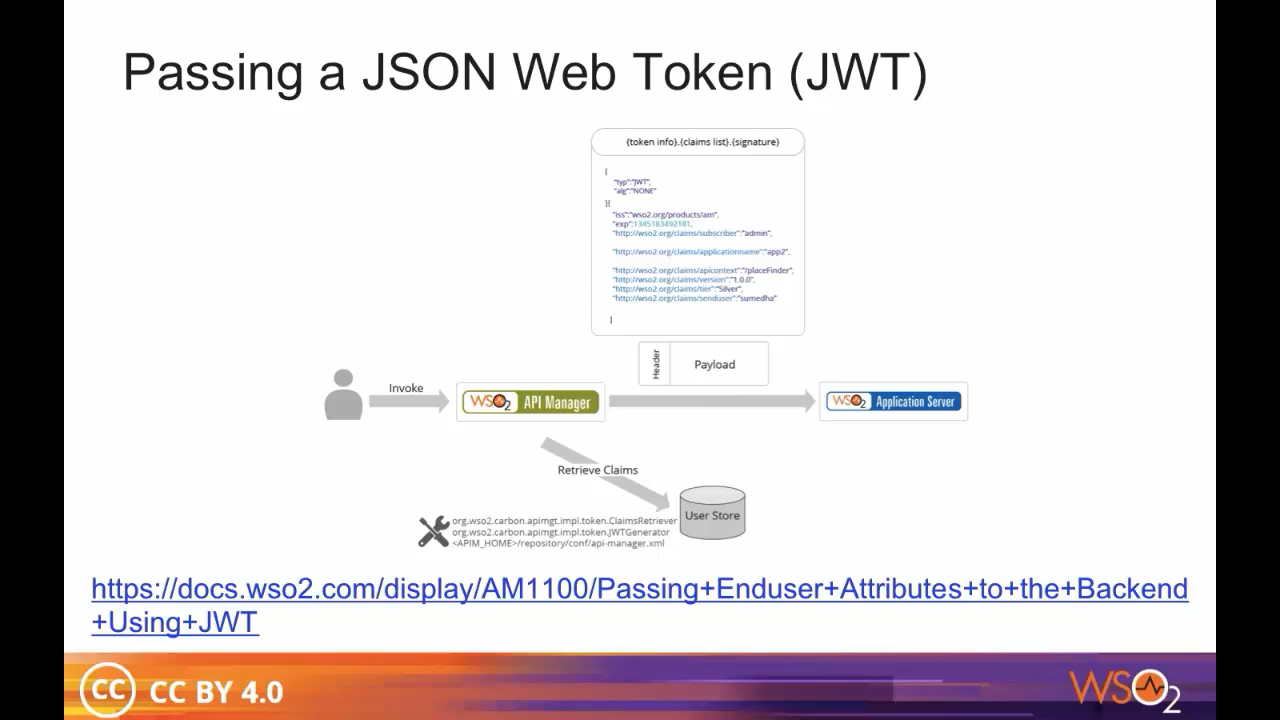 Passing a JSON Web Token (JWT)
{token info}.{claims list}.{signature}
{
"typ":"JWT",
"alg":"NONE"
}{
"iss":"wso2.org/products/am",
"exp":1345183492181,
"http://wso2.org/claims/subscriber":"admin",
"http://wso2.org/claims/applicationname":"app2",
"http://wso2.org/claims/apicontext":"/placeFinder",
"http://wso2.org/claims/version":"1.0.0",
"http://wso2.org/claims/tier":"Silver",
"http://wso2.org/claims/senduser":"sumedha"
}
Header
Payload
Invoke
WSO2 API Manager
WSO2 Application Server
Retrieve Claims
User Store
org.wso2.carbon.apimgt.impl.token.ClaimsRetriever
org.wso2.carbon.apimgt.impl.token.JWTGenerator
<APIM_HOME>/repository/conf/api-manager.xml
https://docs.wso2.com/display/AM1100/Passing+Enduser+Attributes+to+the+Backend
+Using+JWT
CC CC BY 4.0
WSO2